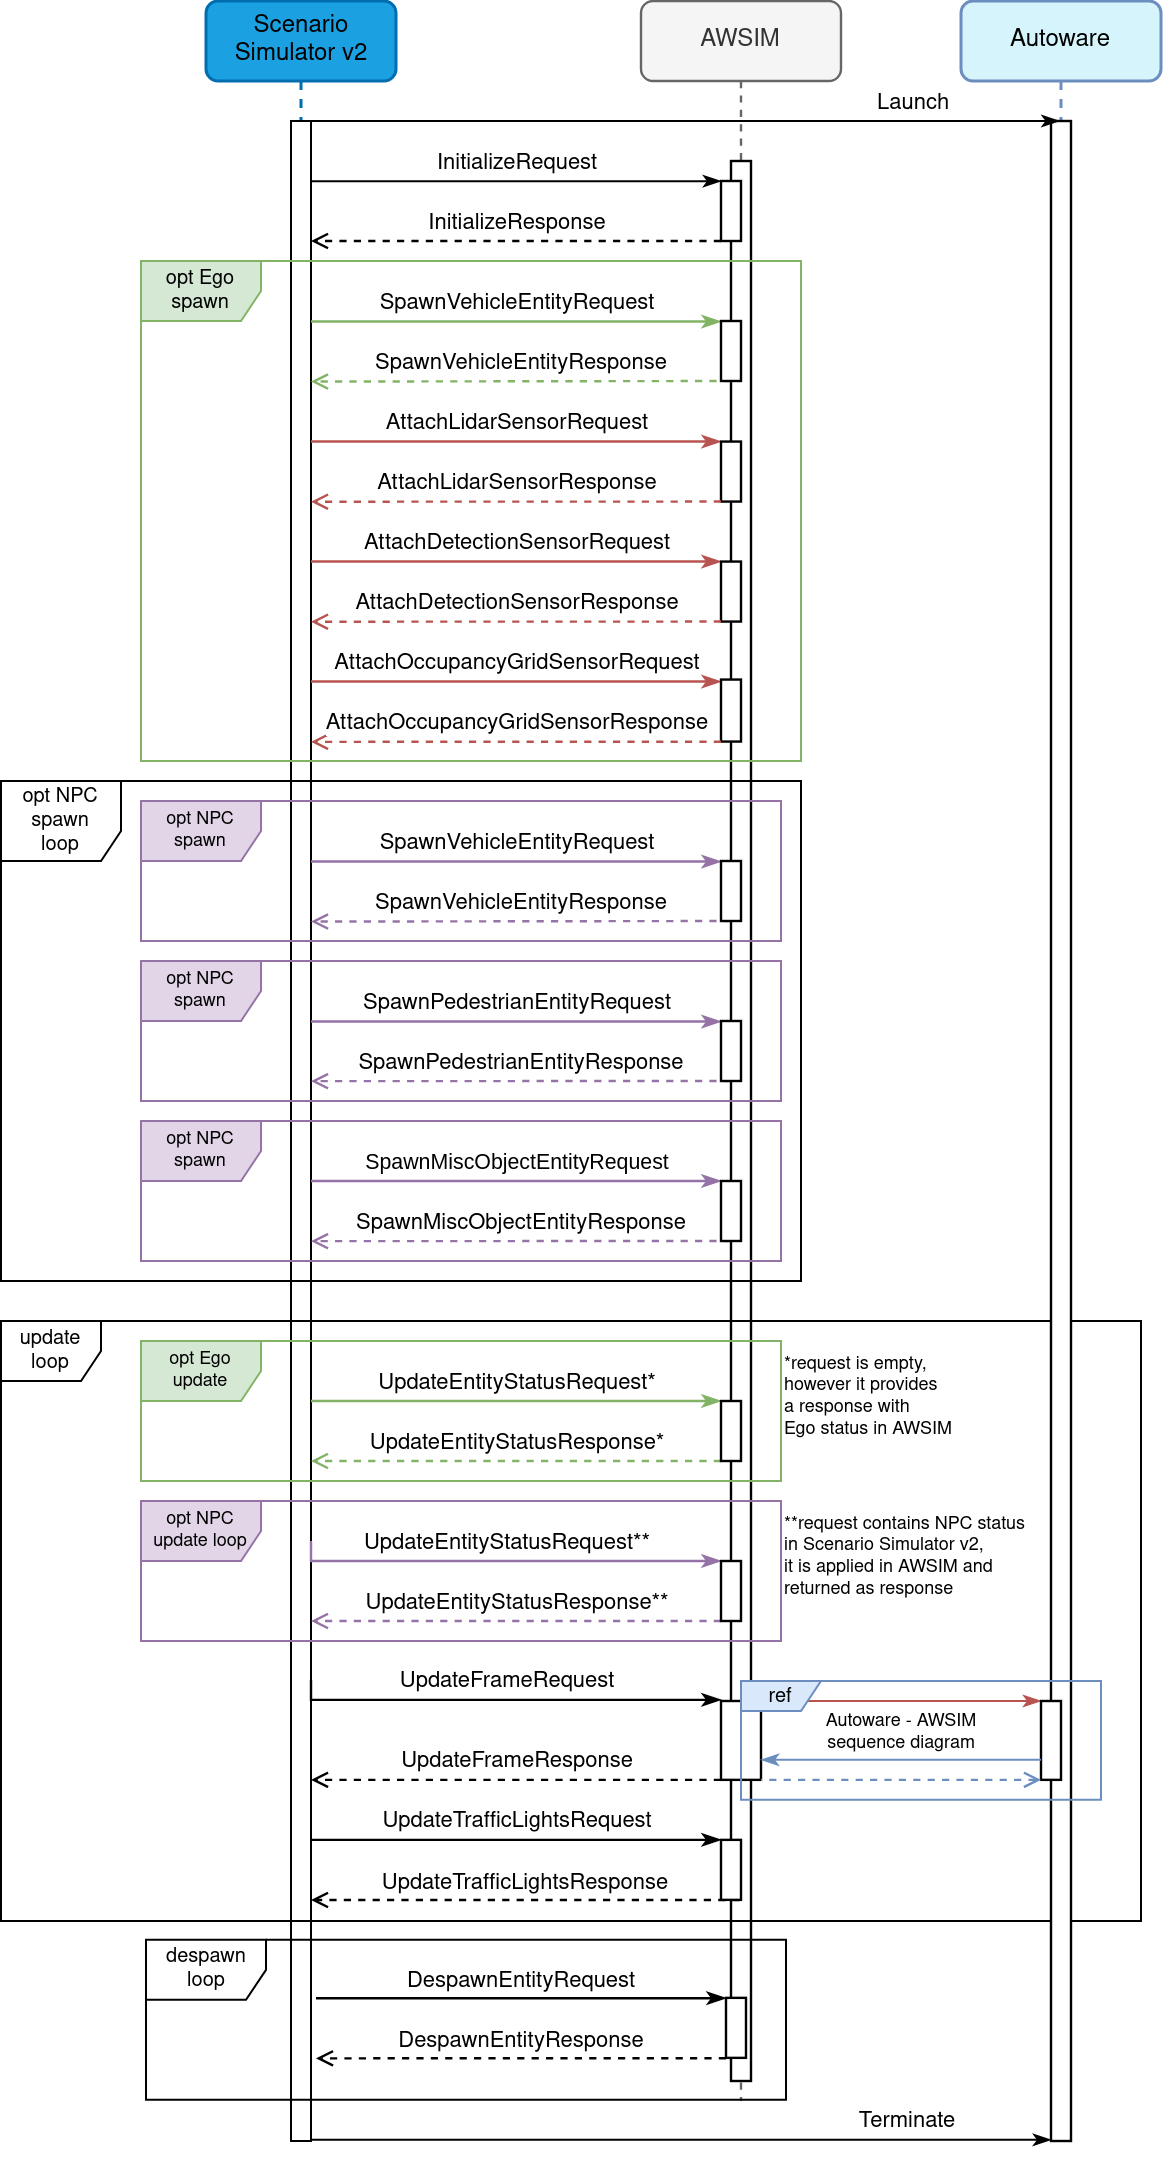 Scenario
Simulator v2
AWSIM
Autoware
Launch
InitializeRequest
InitializeResponse
opt Ego
spawn
SpawnVehicleEntityRequest
SpawnVehicleEntityResponse
AttachLidarSensorRequest
AttachLidarSensorResponse
AttachDetectionSensorRequest
AttachDetectionSensorResponse
AttachOccupancyGridSensorRequest
AttachOccupancyGridSensorResponse
opt NPC
spawn
loop
opt NPC
spawn
SpawnVehicleEntityRequest
SpawnVehicleEntityResponse
opt NPC
spawn
SpawnPedestrianEntityRequest
SpawnPedestrianEntityResponse
opt NPC
spawn
SpawnMiscObjectEntityRequest
SpawnMiscObjectEntityResponse
update
loop
opt Ego
update
UpdateEntityStatusRequest*
UpdateEntityStatusResponse*
*request is empty,
however it provides
a response with
Ego status in AWSIM
opt NPC
update loop
UpdateEntityStatusRequest**
UpdateEntityStatusResponse**
**request contains NPC status
in Scenario Simulator v2,
it is applied in AWSIM and
returned as response
UpdateFrameRequest
ref
Autoware - AWSIM
sequence diagram
UpdateFrameResponse
UpdateTrafficLightsRequest
UpdateTrafficLightsResponse
despawn
loop
DespawnEntityRequest
DespawnEntityResponse
Terminate